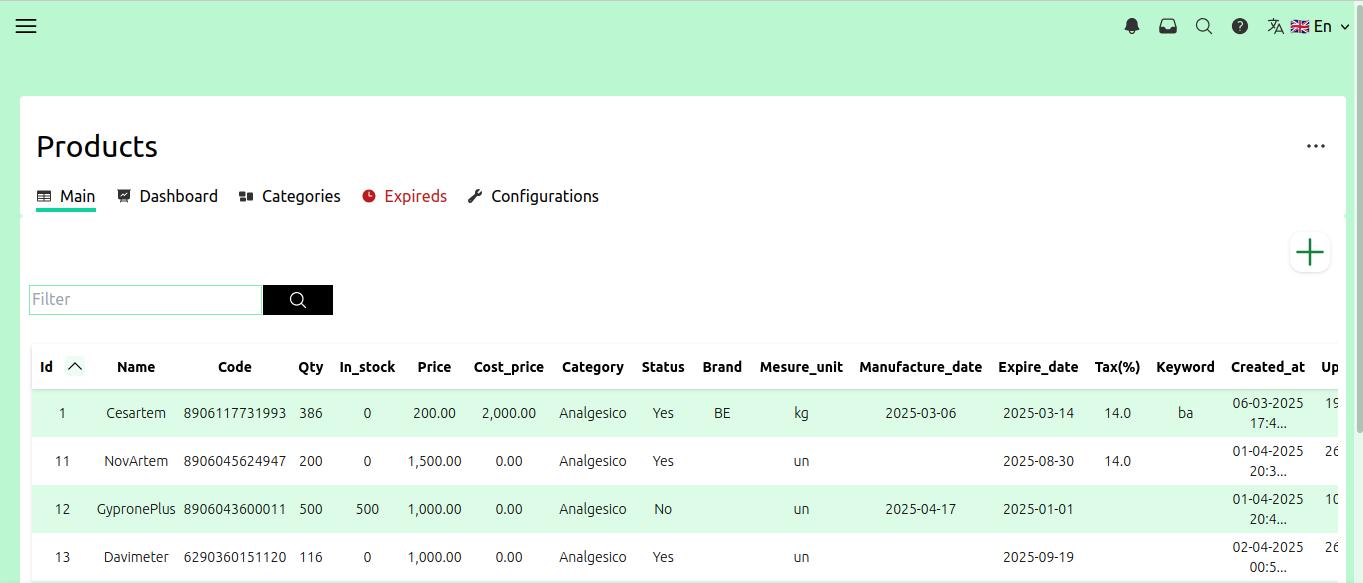 🇬🇧 En
Products
...
Main Dashboard Categories Expireds Configurations
Filter
Id Name Code Qty In_stock Price Cost_price Category Status Brand Mesure_unit Manufacture_date Expire_date Tax(%) Keyword Created_at Up
1 Cesartem 8906117731993 386 0 200.00 2,000.00 Analgesico Yes BE kg 2025-03-06 2025-03-14 14.0 ba 06-03-2025 17:4... 19
11 NovArtem 8906045624947 200 0 1,500.00 0.00 Analgesico Yes un 2025-08-30 14.0 01-04-2025 20:3... 26
12 GypronePlus 8906043600011 500 500 1,000.00 0.00 Analgesico No un 2025-04-17 2025-01-01 01-04-2025 20:4... 10
13 Davimeter 6290360151120 116 0 1,000.00 0.00 Analgesico Yes un 2025-09-19 02-04-2025 00:5... 26